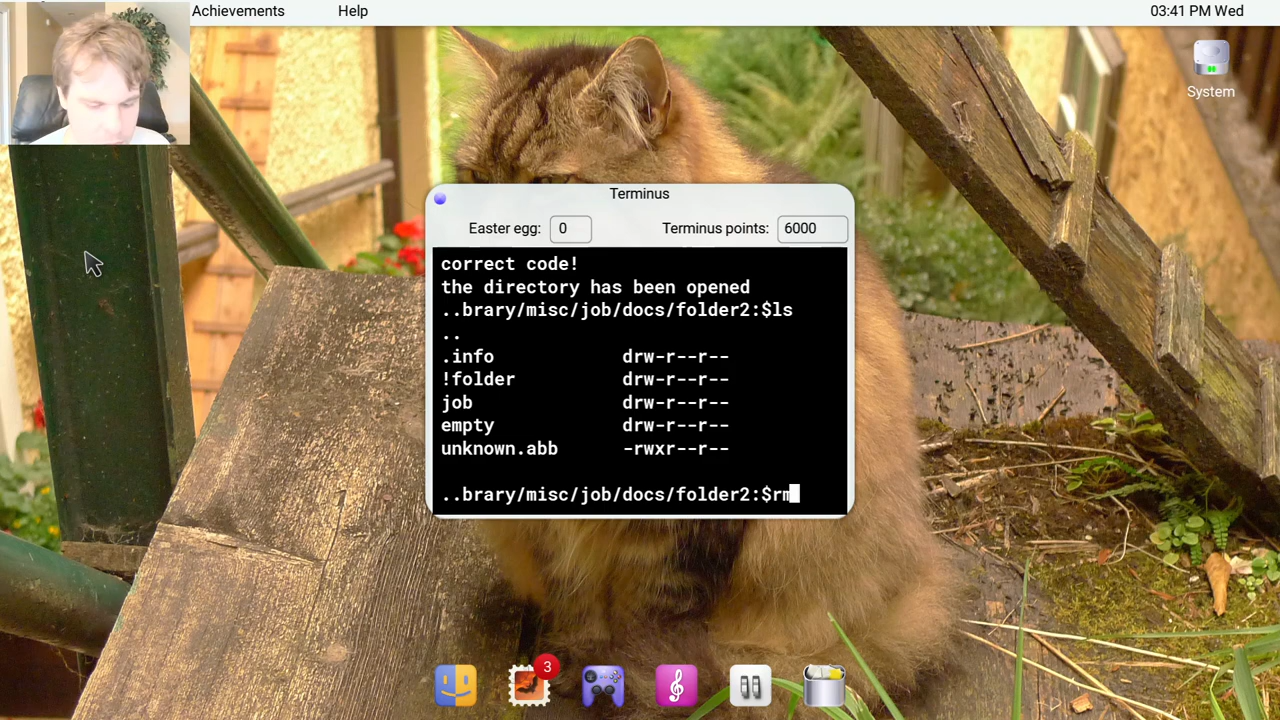 Achievements
Help
03:41 PM Wed
System
Terminus
Easter egg: 0
Terminus points: 6000
correct code!
the directory has been opened
..brary/misc/job/docs/folder2:$ls
..
.info drw-r--r--
!folder drw-r--r--
job drw-r--r--
empty drw-r--r--
unknown.abb -rwxr--r--
..brary/misc/job/docs/folder2:$rm
3